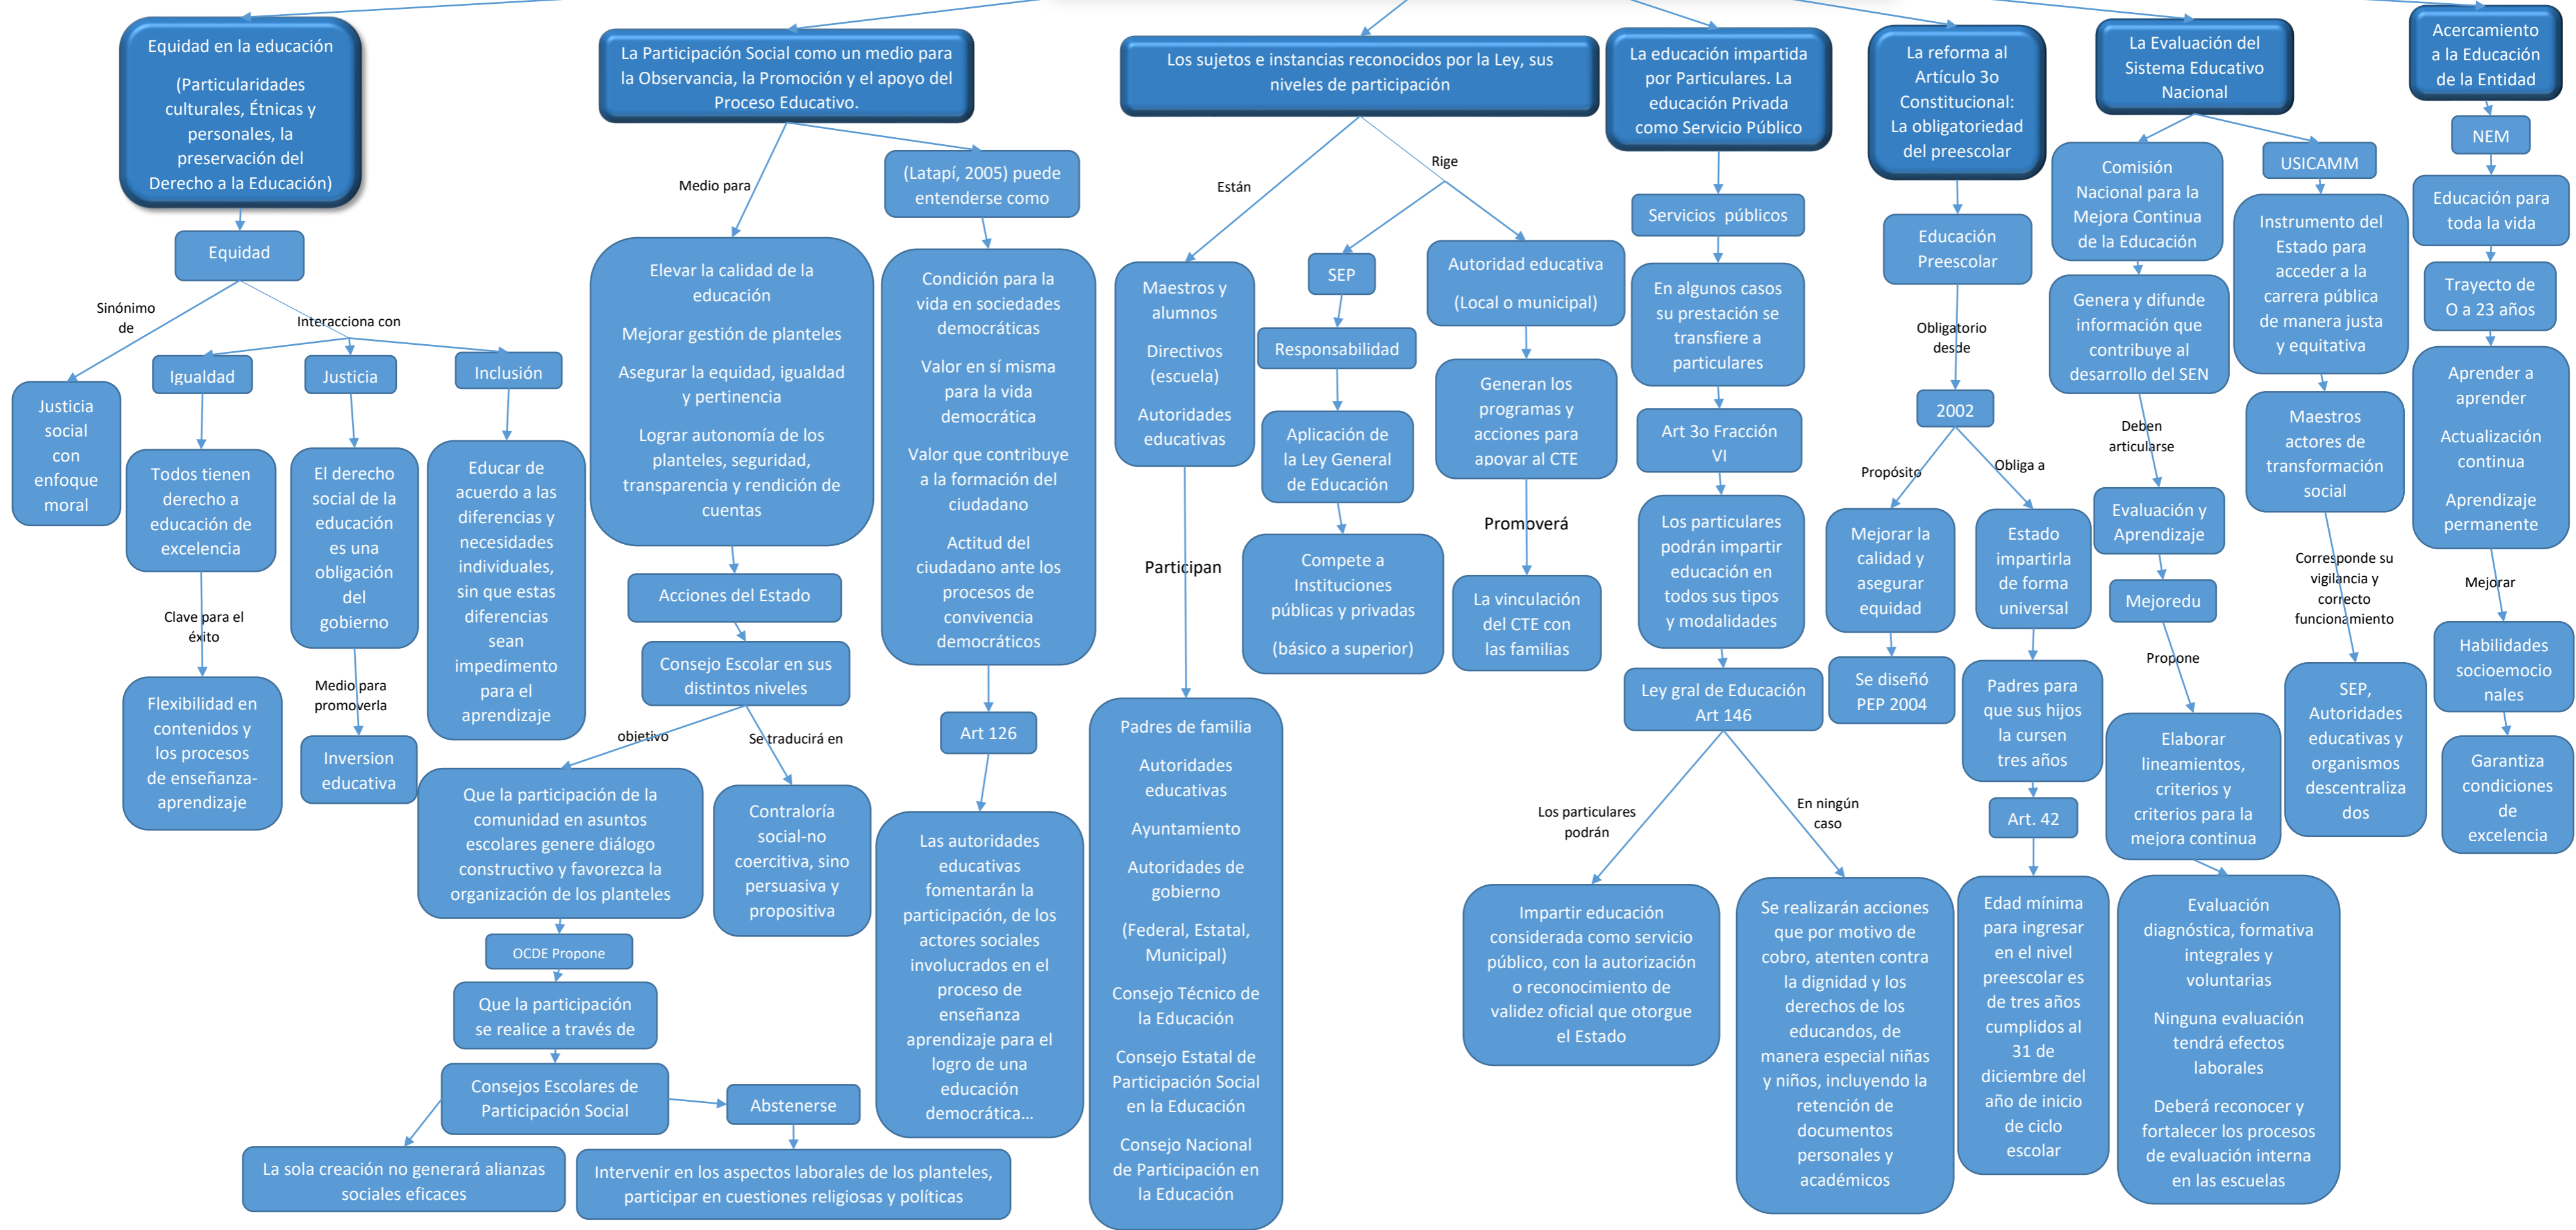 Equidad en la educación
(Particularidades
culturales, Étnicas y
personales, la
preservación del
Derecho a la Educación)
Equidad
Sinónimo
de
Interacciona con
Justicia
social
con
enfoque
moral
Igualdad
Todos tienen
derecho a
educación de
excelencia
Clave para el
éxito
Flexibilidad en
contenidos y
los procesos
de enseñanza-
aprendizaje
Justicia
El derecho
social de la
educación
es una
obligación
del
gobierno
Medio para
promoverla
Inversion
educativa
Inclusión
Educar de
acuerdo a las
diferencias y
necesidades
individuales,
sin que estas
diferencias
sean
impedimento
para el
aprendizaje
La Participación Social como un medio para
la Observancia, la Promoción y el apoyo del
Proceso Educativo.
Medio para
Elevar la calidad de la
educación
Mejorar gestión de planteles
Asegurar la equidad, igualdad
y pertinencia
Lograr autonomía de los
planteles, seguridad,
transparencia y rendición de
cuentas
Acciones del Estado
Consejo Escolar en sus
distintos niveles
objetivo
Se traducirá en
Que la participación de la
comunidad en asuntos
escolares genere diálogo
constructivo y favorezca la
organización de los planteles
Contraloría
social-no
coercitiva, sino
persuasiva y
propositiva
OCDE Propone
Que la participación
se realice a través de
Consejos Escolares de
Participación Social
Abstenerse
La sola creación no generará alianzas
sociales eficaces
Intervenir en los aspectos laborales de los planteles,
participar en cuestiones religiosas y políticas
(Latapí, 2005) puede
entenderse como
Condición para la
vida en sociedades
democráticas
Valor en sí misma
para la vida
democrática
Valor que contribuye
a la formación del
ciudadano
Actitud del
ciudadano ante los
procesos de
convivencia
democráticos
Art 126
Las autoridades
educativas
fomentarán la
participación, de los
actores sociales
involucrados en el
proceso de
enseñanza
aprendizaje para el
logro de una
educación
democrática…
Los sujetos e instancias reconocidos por la Ley, sus
niveles de participación
Están
Rige
Maestros y
alumnos
Directivos
(escuela)
Autoridades
educativas
Participan
Padres de familia
Autoridades
educativas
Ayuntamiento
Autoridades de
gobierno
(Federal, Estatal,
Municipal)
Consejo Técnico de
la Educación
Consejo Estatal de
Participación Social
en la Educación
Consejo Nacional
de Participación en
la Educación
SEP
Responsabilidad
Aplicación de
la Ley General
de Educación
Compete a
Instituciones
públicas y privadas
(básico a superior)
Autoridad educativa
(Local o municipal)
Generan los
programas y
acciones para
apoyar al CTE
Promoverá
La vinculación
del CTE con
las familias
La educación impartida
por Particulares. La
educación Privada
como Servicio Público
Servicios públicos
En algunos casos
su prestación se
transfiere a
particulares
Art 3o Fracción
VI
Los particulares
podrán impartir
educación en
todos sus tipos
y modalidades
Ley gral de Educación
Art 146
Los particulares
podrán
En ningún
caso
Impartir educación
considerada como servicio
público, con la autorización
o reconocimiento de
validez oficial que otorgue
el Estado
Se realizarán acciones
que por motivo de
cobro, atenten contra
la dignidad y los
derechos de los
educandos, de
manera especial niñas
y niños, incluyendo la
retención de
documentos
personales y
académicos
La reforma al
Artículo 3o
Constitucional:
La obligatoriedad
del preescolar
Educación
Preescolar
Obligatorio
desde
2002
Propósito
Obliga a
Mejorar la
calidad y
asegurar
equidad
Se diseñó
PEP 2004
Estado
impartirla
de forma
universal
Padres para
que sus hijos
la cursen
tres años
Art. 42
Edad mínima
para ingresar
en el nivel
preescolar es
de tres años
cumplidos al
31 de
diciembre del
año de inicio
de ciclo
escolar
La Evaluación del
Sistema Educativo
Nacional
Comisión
Nacional para la
Mejora Continua
de la Educación
Genera y difunde
información que
contribuye al
desarrollo del SEN
Deben
articularse
Evaluación y
Aprendizaje
Mejoredu
Propone
Elaborar
lineamientos,
criterios y
criterios para la
mejora continua
Evaluación
diagnóstica, formativa
integrales y
voluntarias
Ninguna evaluación
tendrá efectos
laborales
Deberá reconocer y
fortalecer los procesos
de evaluación interna
en las escuelas
USICAMM
Instrumento del
Estado para
acceder a la
carrera pública
de manera justa
y equitativa
Maestros
actores de
transformación
social
Corresponde su
vigilancia y
correcto
funcionamiento
SEP,
Autoridades
educativas y
organismos
descentraliza
dos
Acercamiento
a la Educación
de la Entidad
NEM
Educación para
toda la vida
Trayecto de
O a 23 años
Aprender a
aprender
Actualización
continua
Aprendizaje
permanente
Mejorar
Habilidades
socioemocio
nales
Garantiza
condiciones
de
excelencia